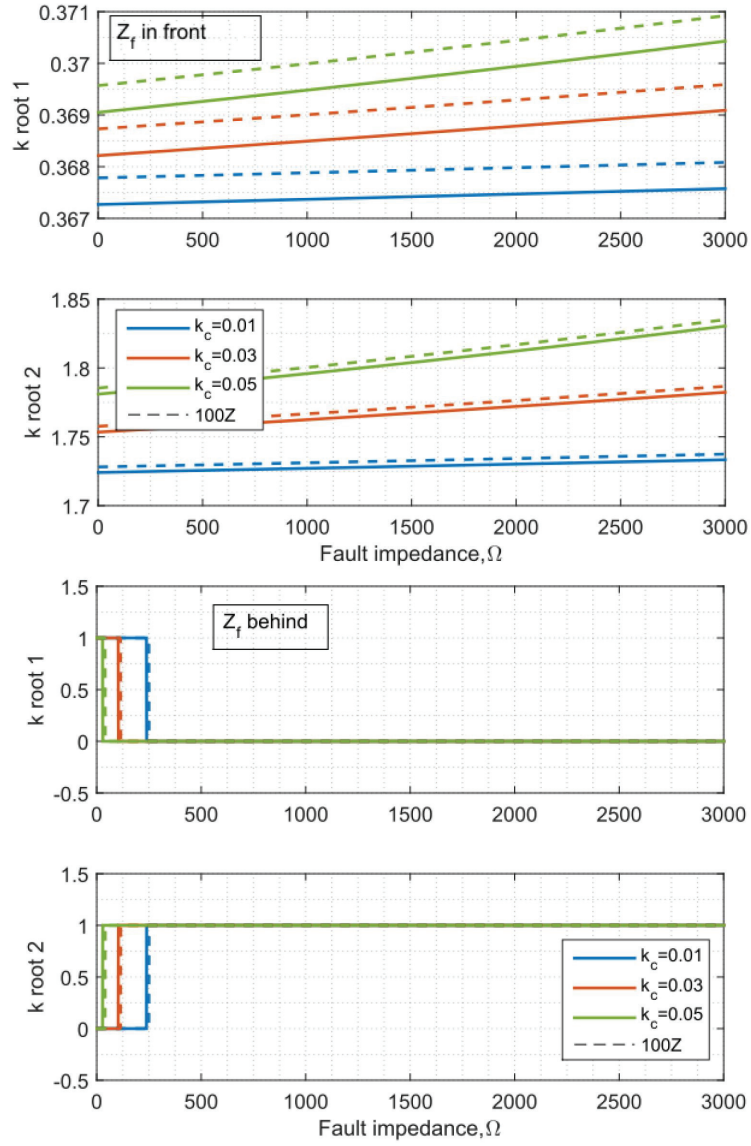 0.371
Z_f in front
0.37
0.369
0.368
0.367
k root 1
0 500 1000 1500 2000 2500 3000
1.85
1.8
1.75
1.7
k root 2
k_c=0.01
k_c=0.03
k_c=0.05
100Z
0 500 1000 1500 2000 2500 3000
Fault impedance,Ω
1.5
1
0.5
0
-0.5
k root 1
Z_f behind
0 500 1000 1500 2000 2500 3000
1.5
1
0.5
0
-0.5
k root 2
k_c=0.01
k_c=0.03
k_c=0.05
100Z
0 500 1000 1500 2000 2500 3000
Fault impedance,Ω